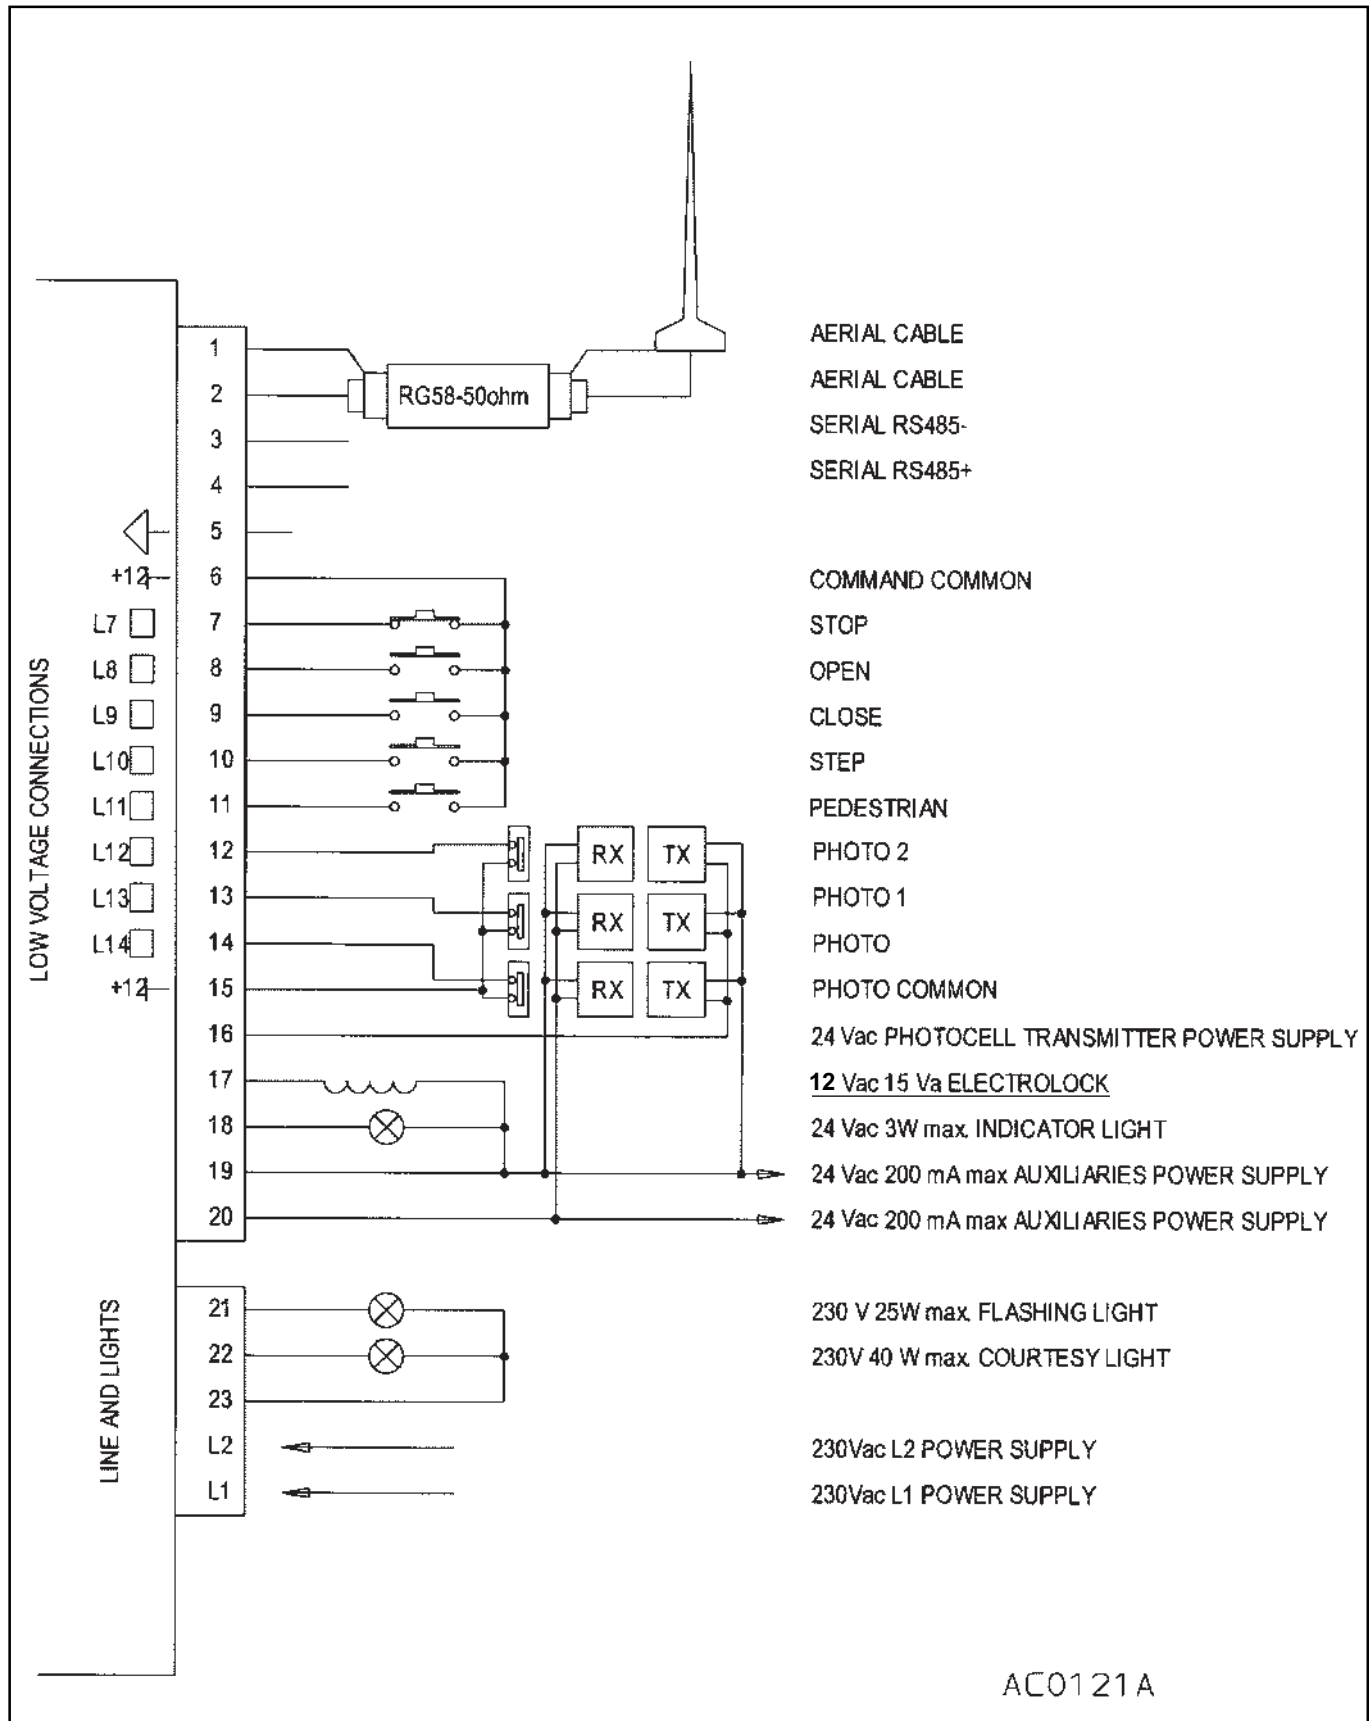 1 AERIAL CABLE
2 RG58-50ohm AERIAL CABLE
3 SERIAL RS485-
4 SERIAL RS485+
5
+12 6 COMMAND COMMON
L7 7 STOP
L8 8 OPEN
L9 9 CLOSE
L10 10 STEP
L11 11 PEDESTRIAN
L12 12 RX TX PHOTO 2
L13 13 RX TX PHOTO 1
L14 14 PHOTO
+12 15 RX TX PHOTO COMMON
16 24 Vac PHOTOCELL TRANSMITTER POWER SUPPLY
17 12 Vac 15 Va ELECTROLOCK
18 24 Vac 3W max. INDICATOR LIGHT
19 24 Vac 200 mA max AUXILIARIES POWER SUPPLY
20 24 Vac 200 mA max AUXILIARIES POWER SUPPLY
LOW VOLTAGE CONNECTIONS
21 230 V 25W max. FLASHING LIGHT
22 230V 40 W max. COURTESY LIGHT
23
L2 230Vac L2 POWER SUPPLY
L1 230Vac L1 POWER SUPPLY
LINE AND LIGHTS
AC0121A